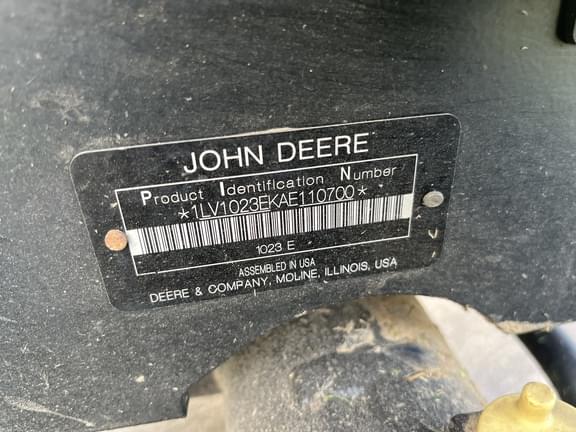 JOHN DEERE
Product Identification Number
*1LV1023EKAE110700*
1023 E
ASSEMBLED IN USA
DEERE & COMPANY, MOLINE, ILLINOIS, USA